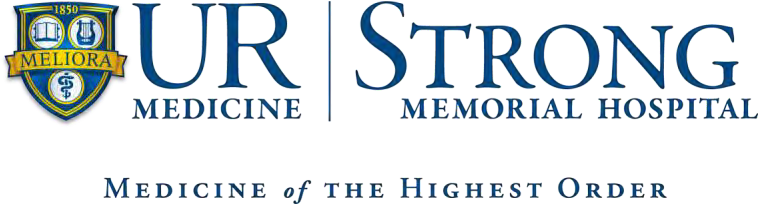 1850
MELIORA
UR
MEDICINE
STRONG
MEMORIAL HOSPITAL
MEDICINE of THE HIGHEST ORDER